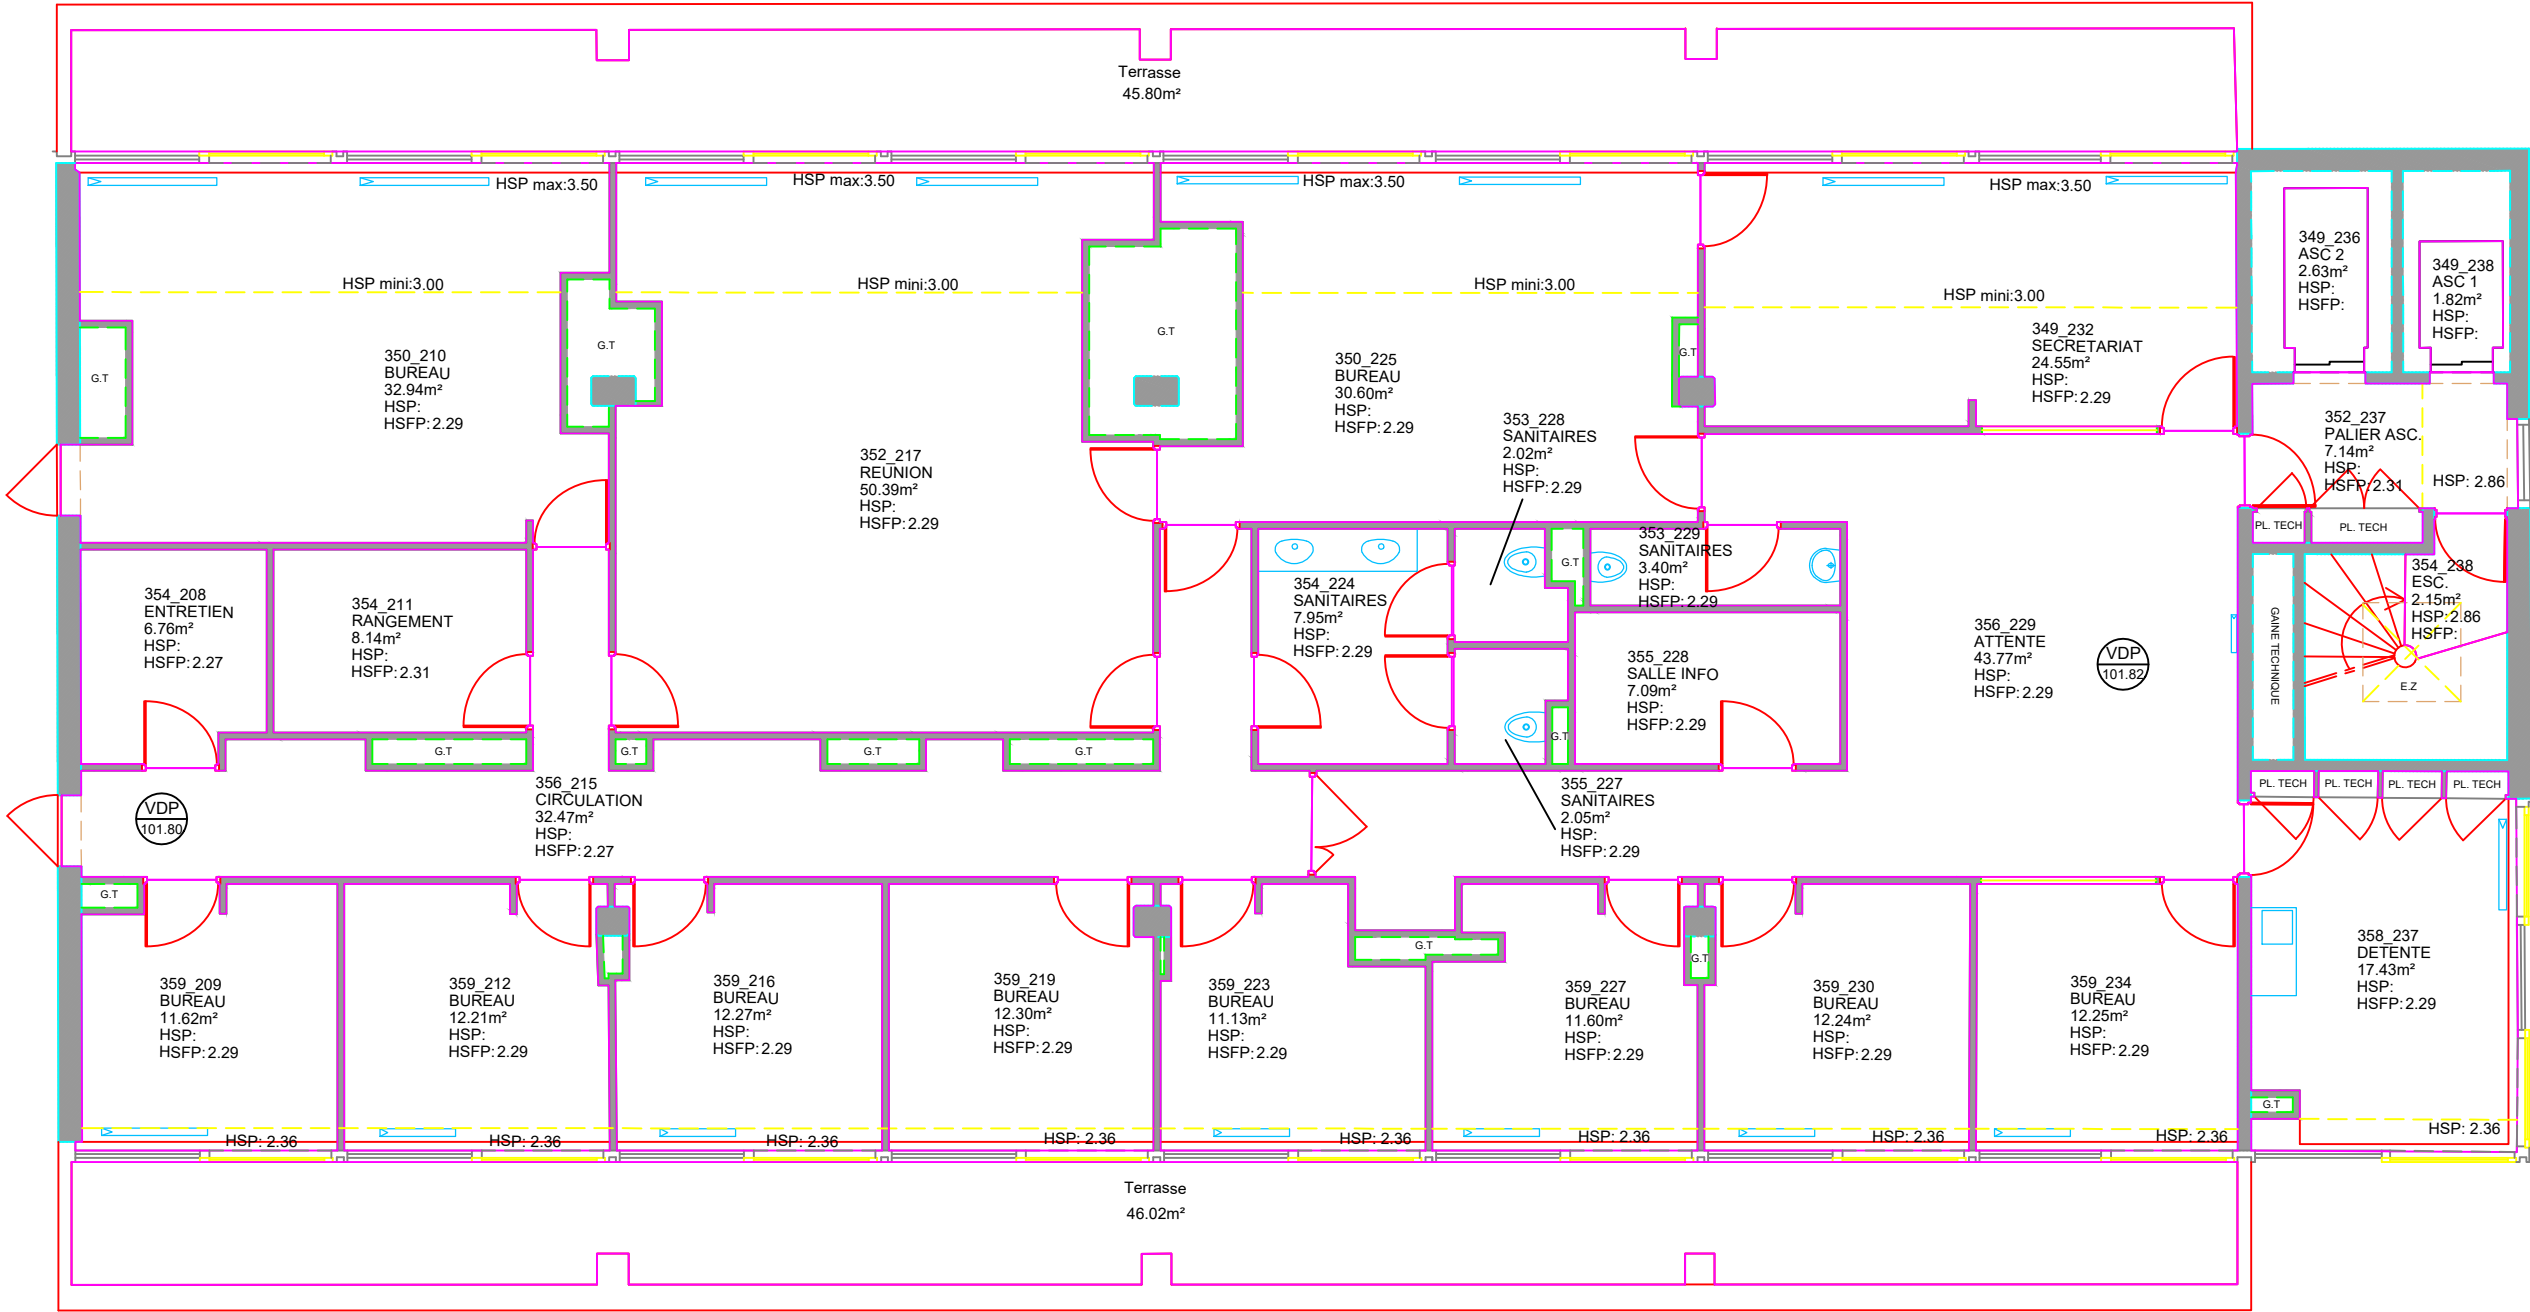 Terrasse
45.80m²
HSP max:3.50
HSP max:3.50
HSP max:3.50
HSP max:3.50
HSP mini:3.00
HSP mini:3.00
HSP mini:3.00
HSP mini:3.00
G.T
350_210
BUREAU
32.94m²
HSP:
HSFP:2.29
G.T
352_217
REUNION
50.39m²
HSP:
HSFP:2.29
G.T
350_225
BUREAU
30.60m²
HSP:
HSFP:2.29
G.T
349_232
SECRETARIAT
24.55m²
HSP:
HSFP:2.29
349_236
ASC 2
2.63m²
HSP:
HSFP:
349_238
ASC 1
1.82m²
HSP:
HSFP:
352_237
PALIER ASC.
7.14m²
HSP:
HSFP:2.31
HSP: 2.86
PL. TECH
PL. TECH
353_228
SANITAIRES
2.02m²
HSP:
HSFP:2.29
353_229
SANITAIRES
3.40m²
HSP:
HSFP:2.29
G.T
354_208
ENTRETIEN
6.76m²
HSP:
HSFP:2.27
354_211
RANGEMENT
8.14m²
HSP:
HSFP:2.31
354_224
SANITAIRES
7.95m²
HSP:
HSFP:2.29
355_228
SALLE INFO
7.09m²
HSP:
HSFP:2.29
356_229
ATTENTE
43.77m²
HSP:
HSFP:2.29
VDP
101.82
GAINE TECHNIQUE
354_238
ESC.
2.15m²
HSP:2.86
HSFP:
E.Z
G.T
G.T
G.T
G.T
G.T
356_215
CIRCULATION
32.47m²
HSP:
HSFP:2.27
VDP
101.80
355_227
SANITAIRES
2.05m²
HSP:
HSFP:2.29
PL. TECH
PL. TECH
PL. TECH
PL. TECH
G.T
G.T
G.T
359_209
BUREAU
11.62m²
HSP:
HSFP:2.29
359_212
BUREAU
12.21m²
HSP:
HSFP:2.29
359_216
BUREAU
12.27m²
HSP:
HSFP:2.29
359_219
BUREAU
12.30m²
HSP:
HSFP:2.29
359_223
BUREAU
11.13m²
HSP:
HSFP:2.29
359_227
BUREAU
11.60m²
HSP:
HSFP:2.29
359_230
BUREAU
12.24m²
HSP:
HSFP:2.29
359_234
BUREAU
12.25m²
HSP:
HSFP:2.29
358_237
DETENTE
17.43m²
HSP:
HSFP:2.29
G.T
HSP: 2.36
HSP: 2.36
HSP: 2.36
HSP: 2.36
HSP: 2.36
HSP: 2.36
HSP: 2.36
HSP: 2.36
HSP: 2.36
Terrasse
46.02m²